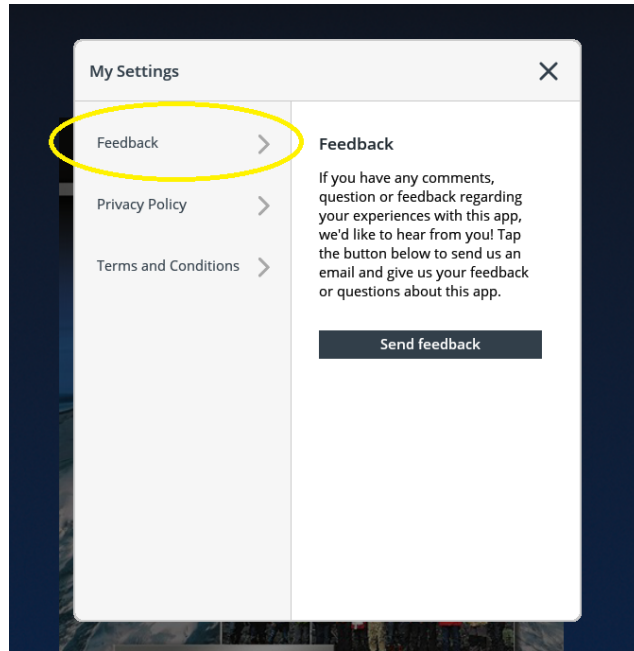 My Settings
Feedback
Privacy Policy
Terms and Conditions
Feedback
If you have any comments,
question or feedback regarding
your experiences with this app,
we'd like to hear from you! Tap
the button below to send us an
email and give us your feedback
or questions about this app.
Send feedback